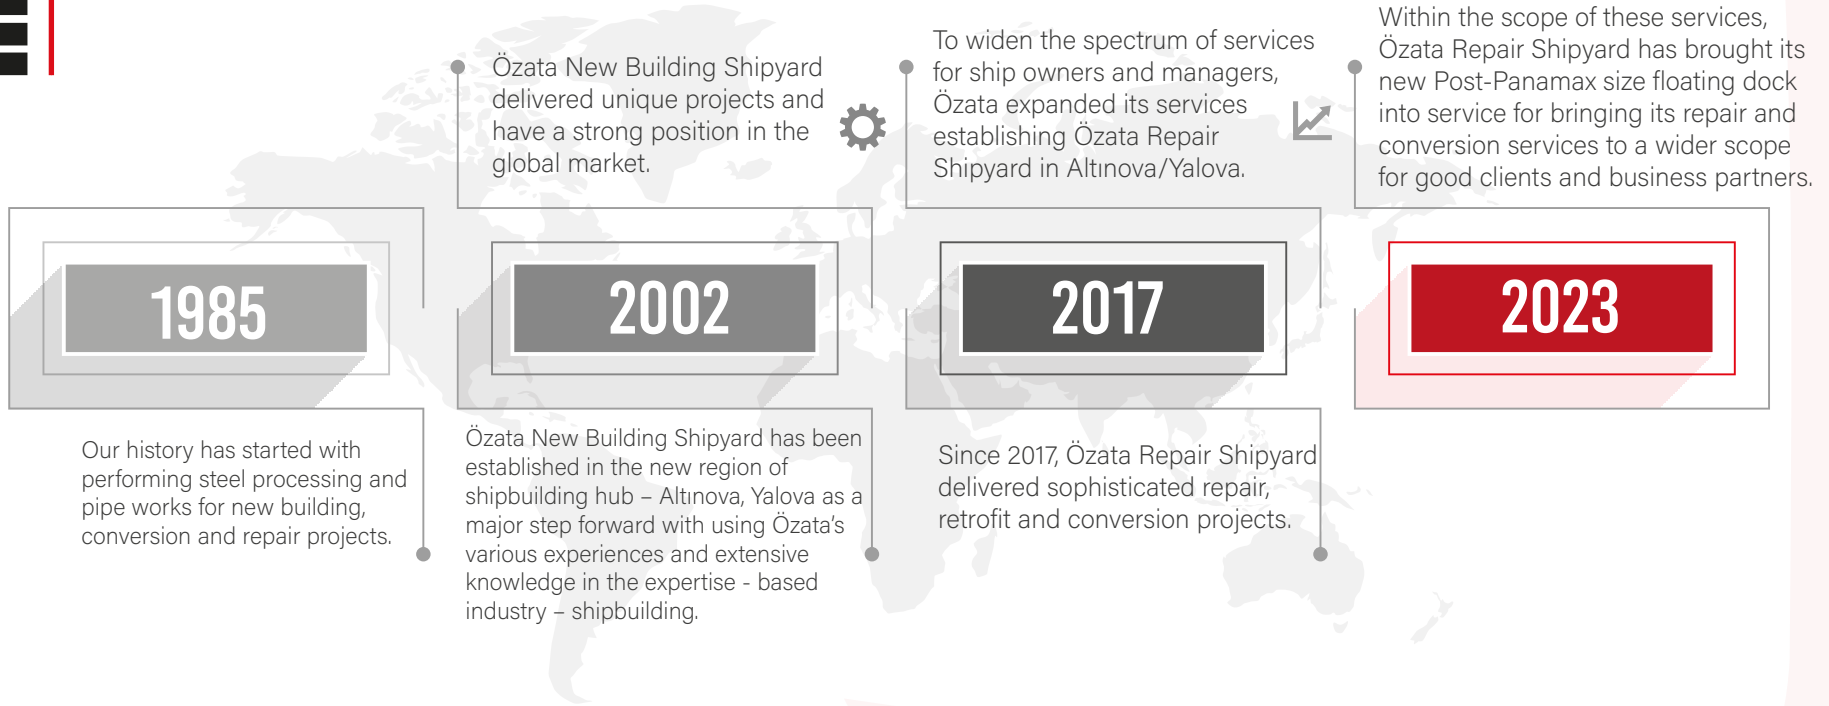 1985
Our history has started with
performing steel processing and
pipe works for new building,
conversion and repair projects.
Özata New Building Shipyard
delivered unique projects and
have a strong position in the
global market.
2002
Özata New Building Shipyard has been
established in the new region of
shipbuilding hub – Altınova, Yalova as a
major step forward with using Özata’s
various experiences and extensive
knowledge in the expertise - based
industry – shipbuilding.
To widen the spectrum of services
for ship owners and managers,
Özata expanded its services
establishing Özata Repair
Shipyard in Altınova/Yalova.
2017
Since 2017, Özata Repair Shipyard
delivered sophisticated repair,
retrofit and conversion projects.
Within the scope of these services,
Özata Repair Shipyard has brought its
new Post-Panamax size floating dock
into service for bringing its repair and
conversion services to a wider scope
for good clients and business partners.
2023